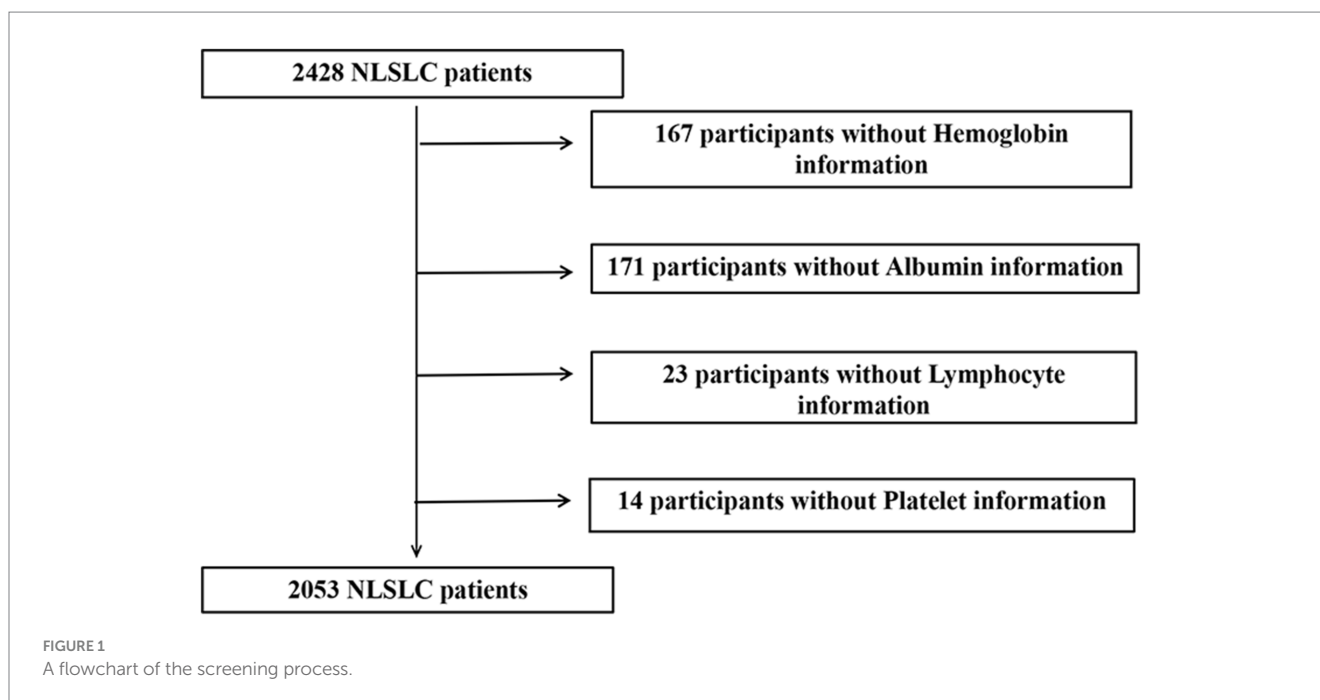 2428 NLSLC patients
167 participants without Hemoglobin
information
171 participants without Albumin information
23 participants without Lymphocyte
information
14 participants without Platelet information
2053 NLSLC patients
FIGURE 1
A flowchart of the screening process.